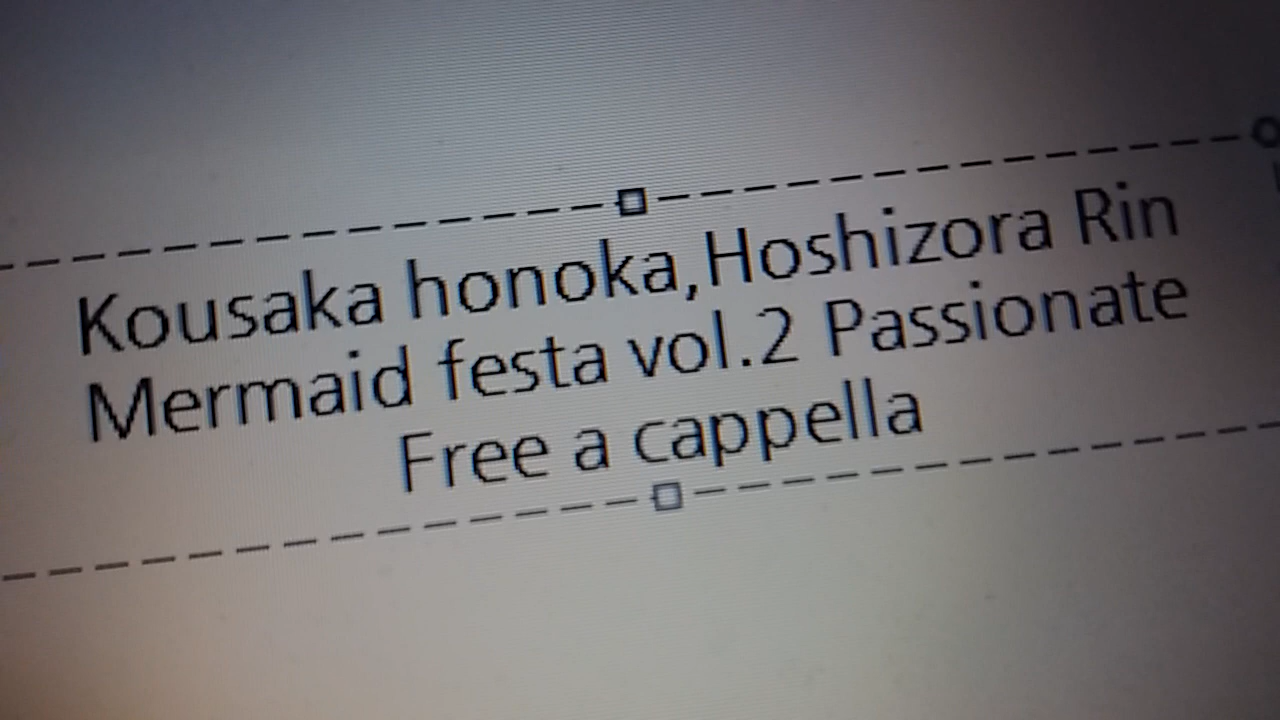 Kousaka honoka,Hoshizora Rin
Mermaid festa vol.2 Passionate
Free a cappella